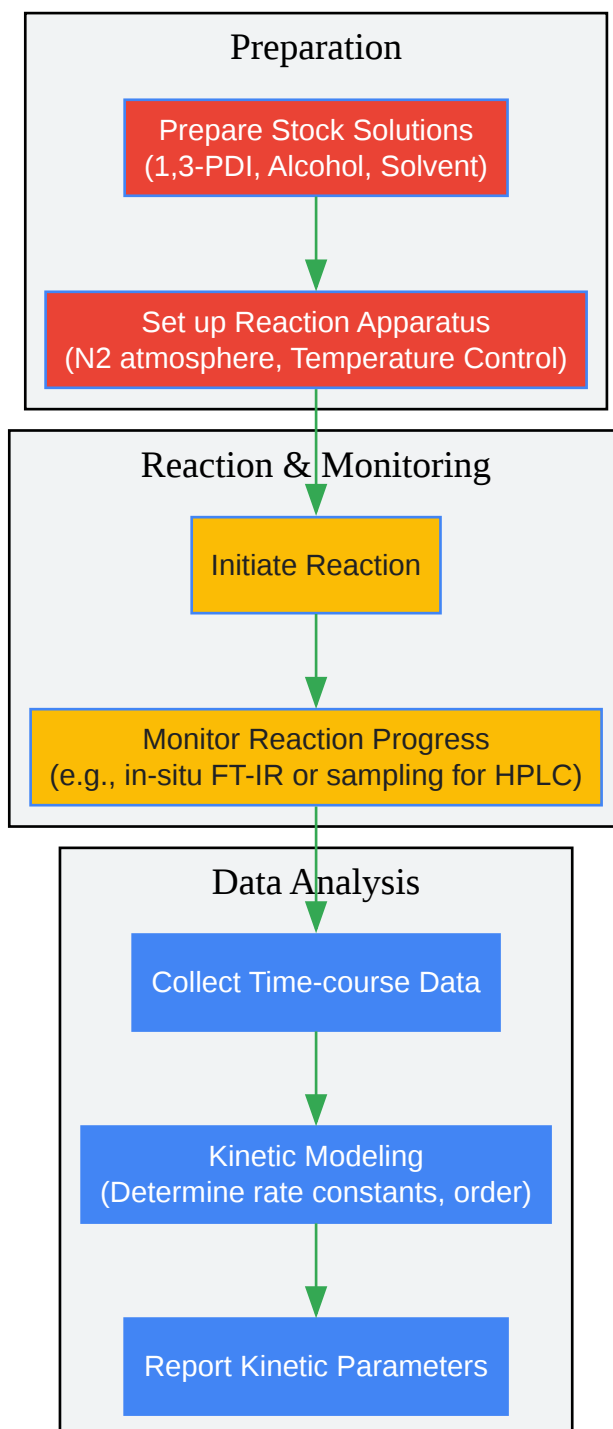 Preparation
Prepare Stock Solutions
(1,3-PDI, Alcohol, Solvent)
Set up Reaction Apparatus
(N2 atmosphere, Temperature Control)
Reaction & Monitoring
Initiate Reaction
Monitor Reaction Progress
(e.g., in-situ FT-IR or sampling for HPLC)
Data Analysis
Collect Time-course Data
Kinetic Modeling
(Determine rate constants, order)
Report Kinetic Parameters